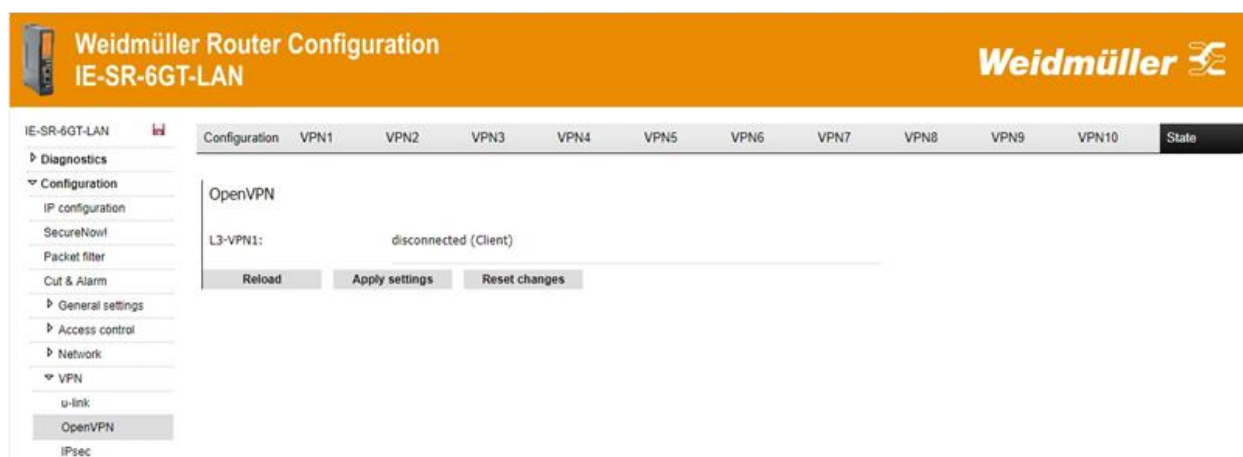 Weidmüller Router Configuration
IE-SR-6GT-LAN
Weidmüller
IE-SR-6GT-LAN
Diagnostics
Configuration
IP configuration
SecureNow!
Packet filter
Cut & Alarm
General settings
Access control
Network
VPN
u-link
OpenVPN
IPsec
Configuration VPN1 VPN2 VPN3 VPN4 VPN5 VPN6 VPN7 VPN8 VPN9 VPN10 State
OpenVPN
L3-VPN1: disconnected (Client)
Reload Apply settings Reset changes